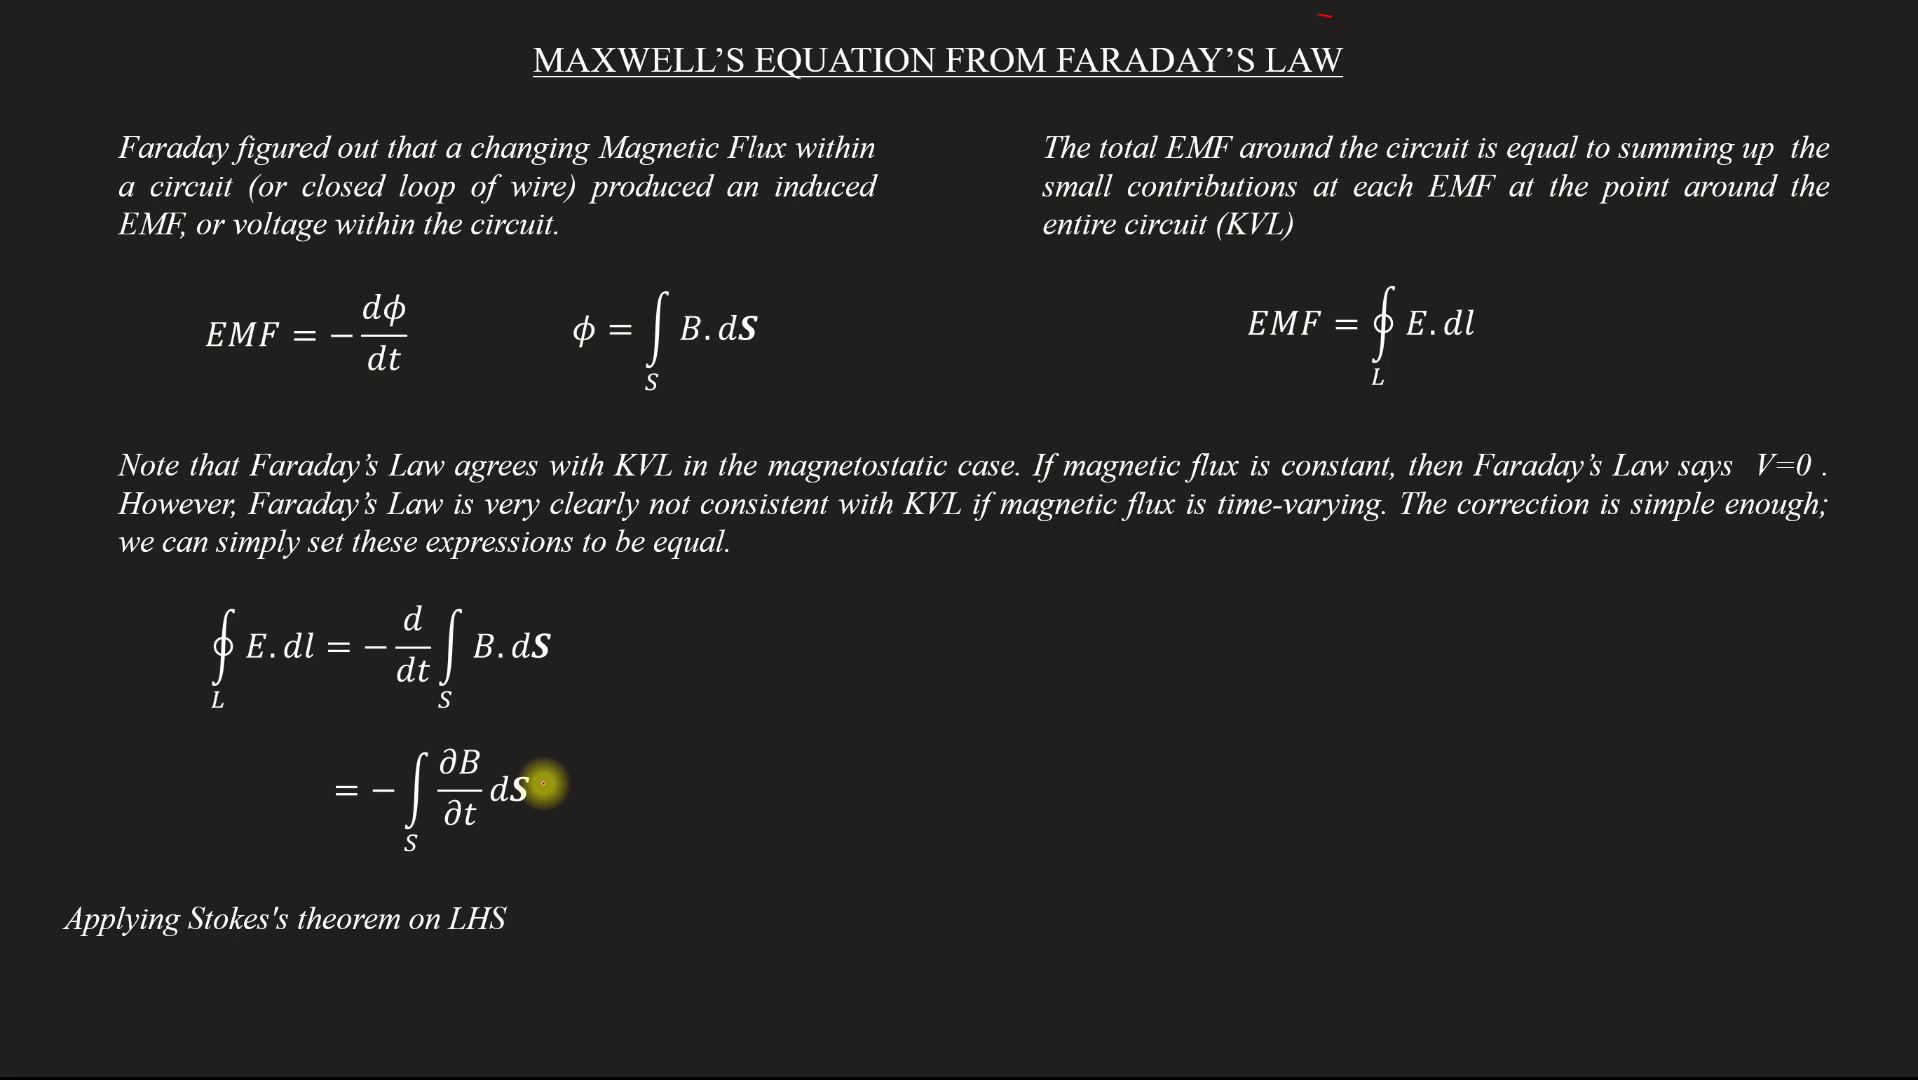 MAXWELL’S EQUATION FROM FARADAY’S LAW
Faraday figured out that a changing Magnetic Flux within
a circuit (or closed loop of wire) produced an induced
EMF, or voltage within the circuit.
The total EMF around the circuit is equal to summing up the
small contributions at each EMF at the point around the
entire circuit (KVL)
EMF = − dϕ/dt
ϕ = ∫_S B. dS
EMF = ∮_L E. dl
Note that Faraday’s Law agrees with KVL in the magnetostatic case. If magnetic flux is constant, then Faraday’s Law says V=0 .
However, Faraday’s Law is very clearly not consistent with KVL if magnetic flux is time-varying. The correction is simple enough;
we can simply set these expressions to be equal.
∮_L E. dl = − d/dt ∫_S B. dS
= − ∫_S ∂B/∂t dS
Applying Stokes's theorem on LHS